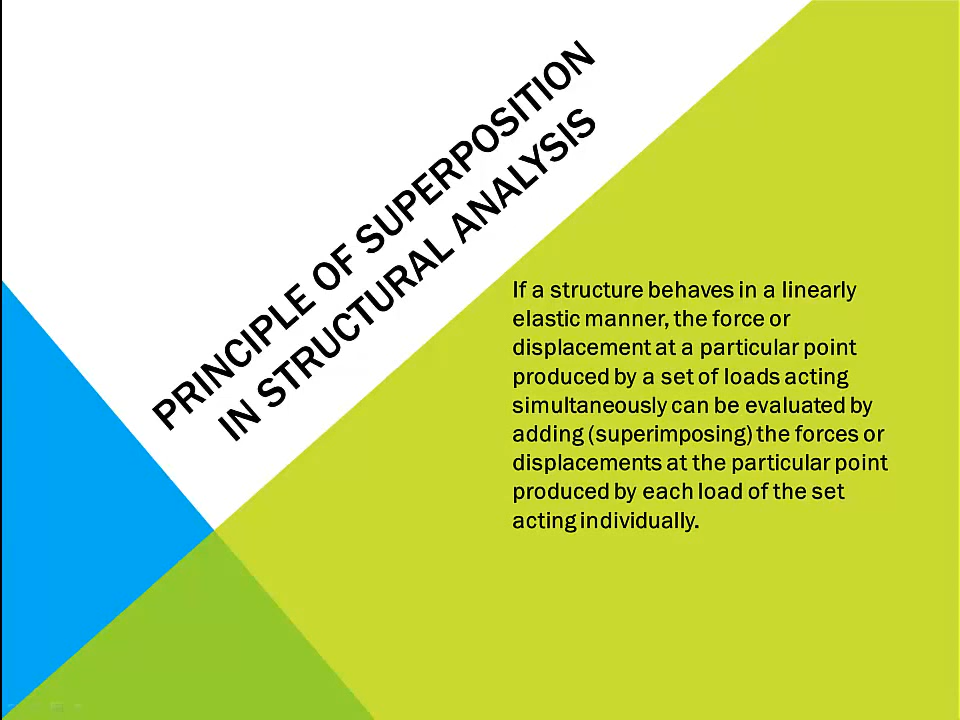 PRINCIPLE OF SUPERPOSITION
IN STRUCTURAL ANALYSIS
If a structure behaves in a linearly
elastic manner, the force or
displacement at a particular point
produced by a set of loads acting
simultaneously can be evaluated by
adding (superimposing) the forces or
displacements at the particular point
produced by each load of the set
acting individually.